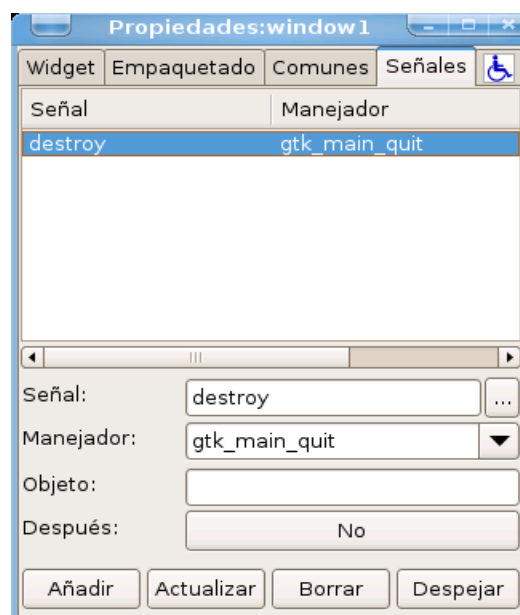 Propiedades:window1
Widget Empaquetado Comunes Señales
Señal Manejador
destroy gtk_main_quit
Señal: destroy ...
Manejador: gtk_main_quit
Objeto:
Después: No
Añadir Actualizar Borrar Despejar